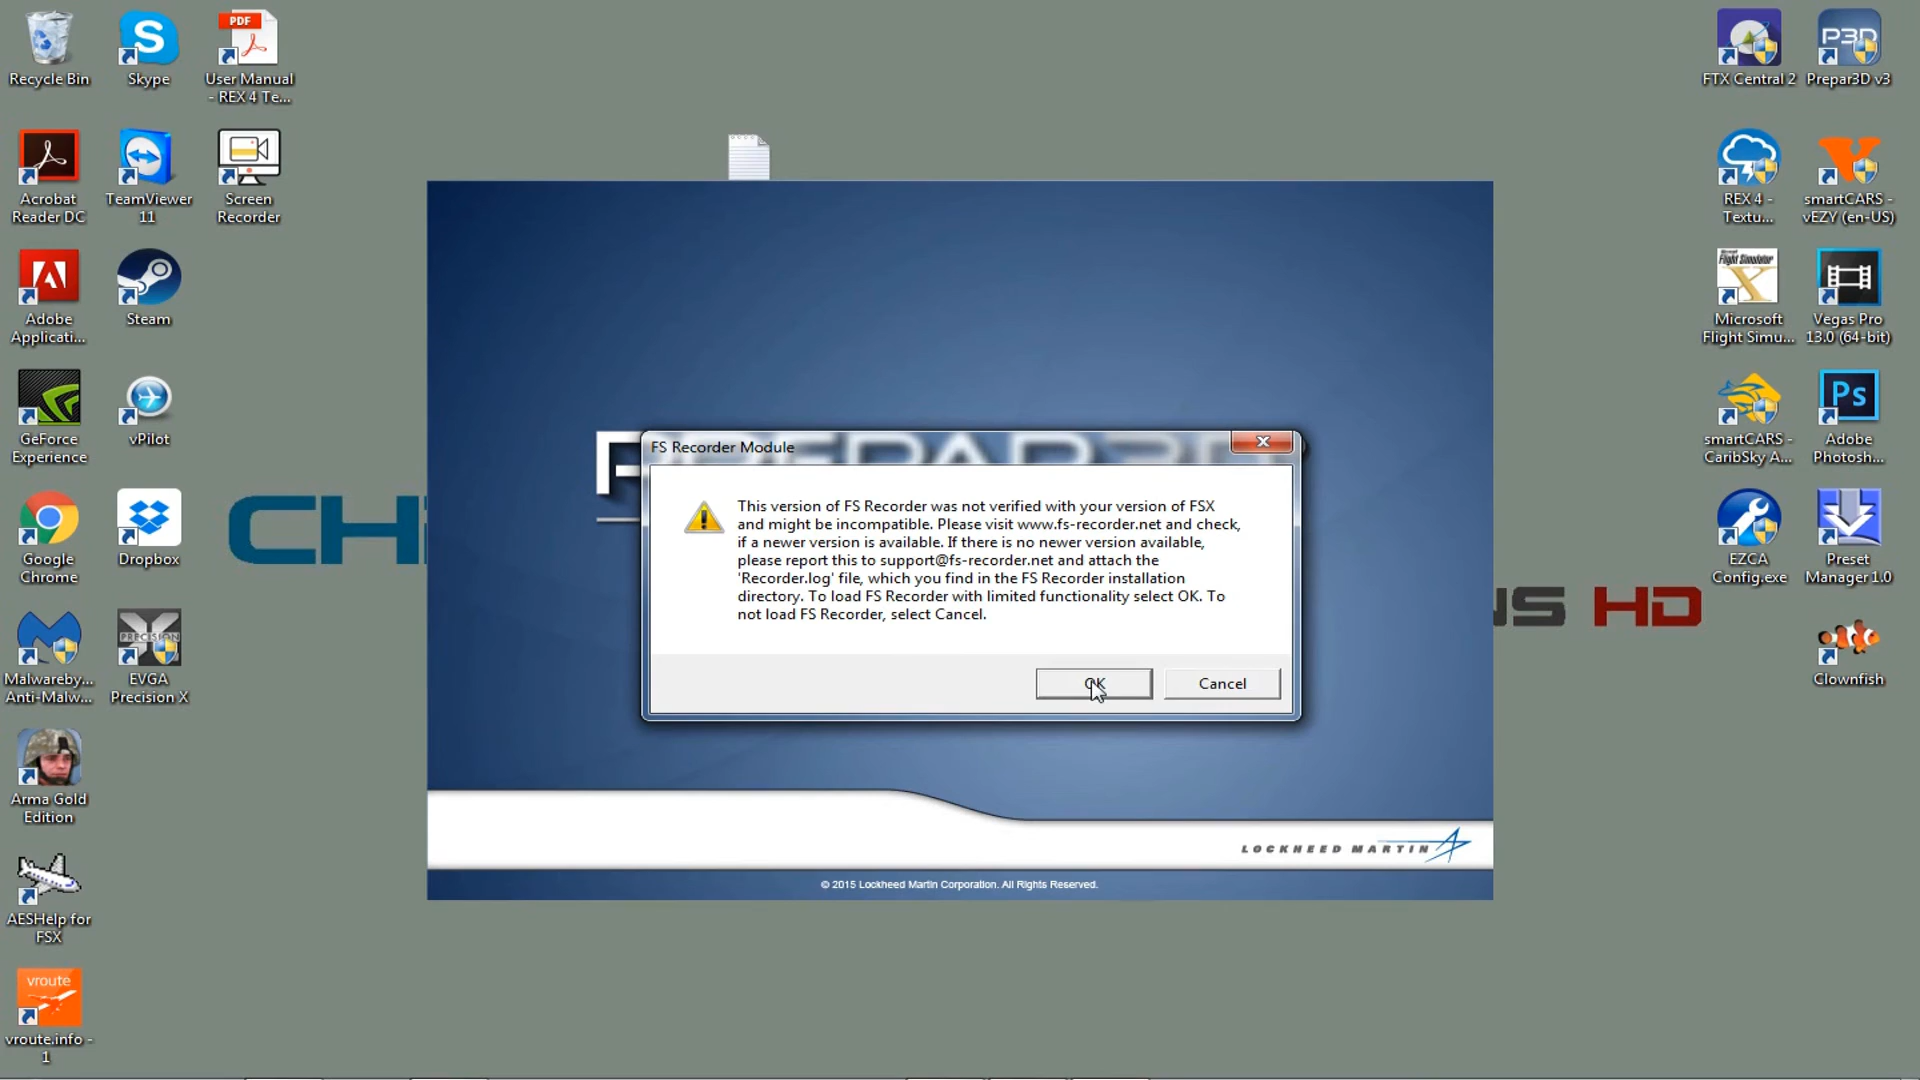 Recycle Bin
Skype
PDF
User Manual
- REX 4 Te...
Acrobat
Reader DC
TeamViewer
11
Screen
Recorder
Adobe
Applicati...
Steam
GeForce
Experience
vPilot
Google
Chrome
Dropbox
Malwareby...
Anti-Malw...
PRECISION
EVGA
Precision X
Arma Gold
Edition
AESHelp for
FSX
vroute
vroute.info -
1
CH
NS HD
FS Recorder Module
This version of FS Recorder was not verified with your version of FSX
and might be incompatible. Please visit www.fs-recorder.net and check,
if a newer version is available. If there is no newer version available,
please report this to support@fs-recorder.net and attach the
'Recorder.log' file, which you find in the FS Recorder installation
directory. To load FS Recorder with limited functionality select OK. To
not load FS Recorder, select Cancel.
OK
Cancel
LOCKHEED MARTIN
© 2015 Lockheed Martin Corporation. All Rights Reserved.
FTX Central 2
P3D
Prepar3D v3
REX 4 -
Textu...
smartCARS -
vEZY (en-US)
Flight Simulator
X
Microsoft
Flight Simu...
Vegas Pro
13.0 (64-bit)
smartCARS -
CaribSky A...
Ps
Adobe
Photosh...
EZCA
Config.exe
Preset
Manager 1.0
Clownfish